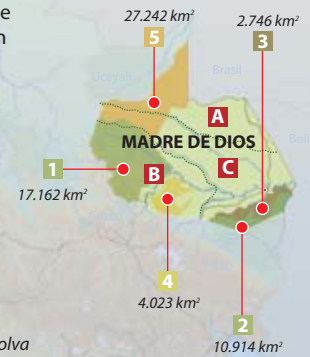 e
n
27.242 km²
5
2.746 km²
3
Ucayali
Brasil
A
MADRE DE DIOS
C
B
1
17.162 km²
4
4.023 km²
2
10.914 km²
olva